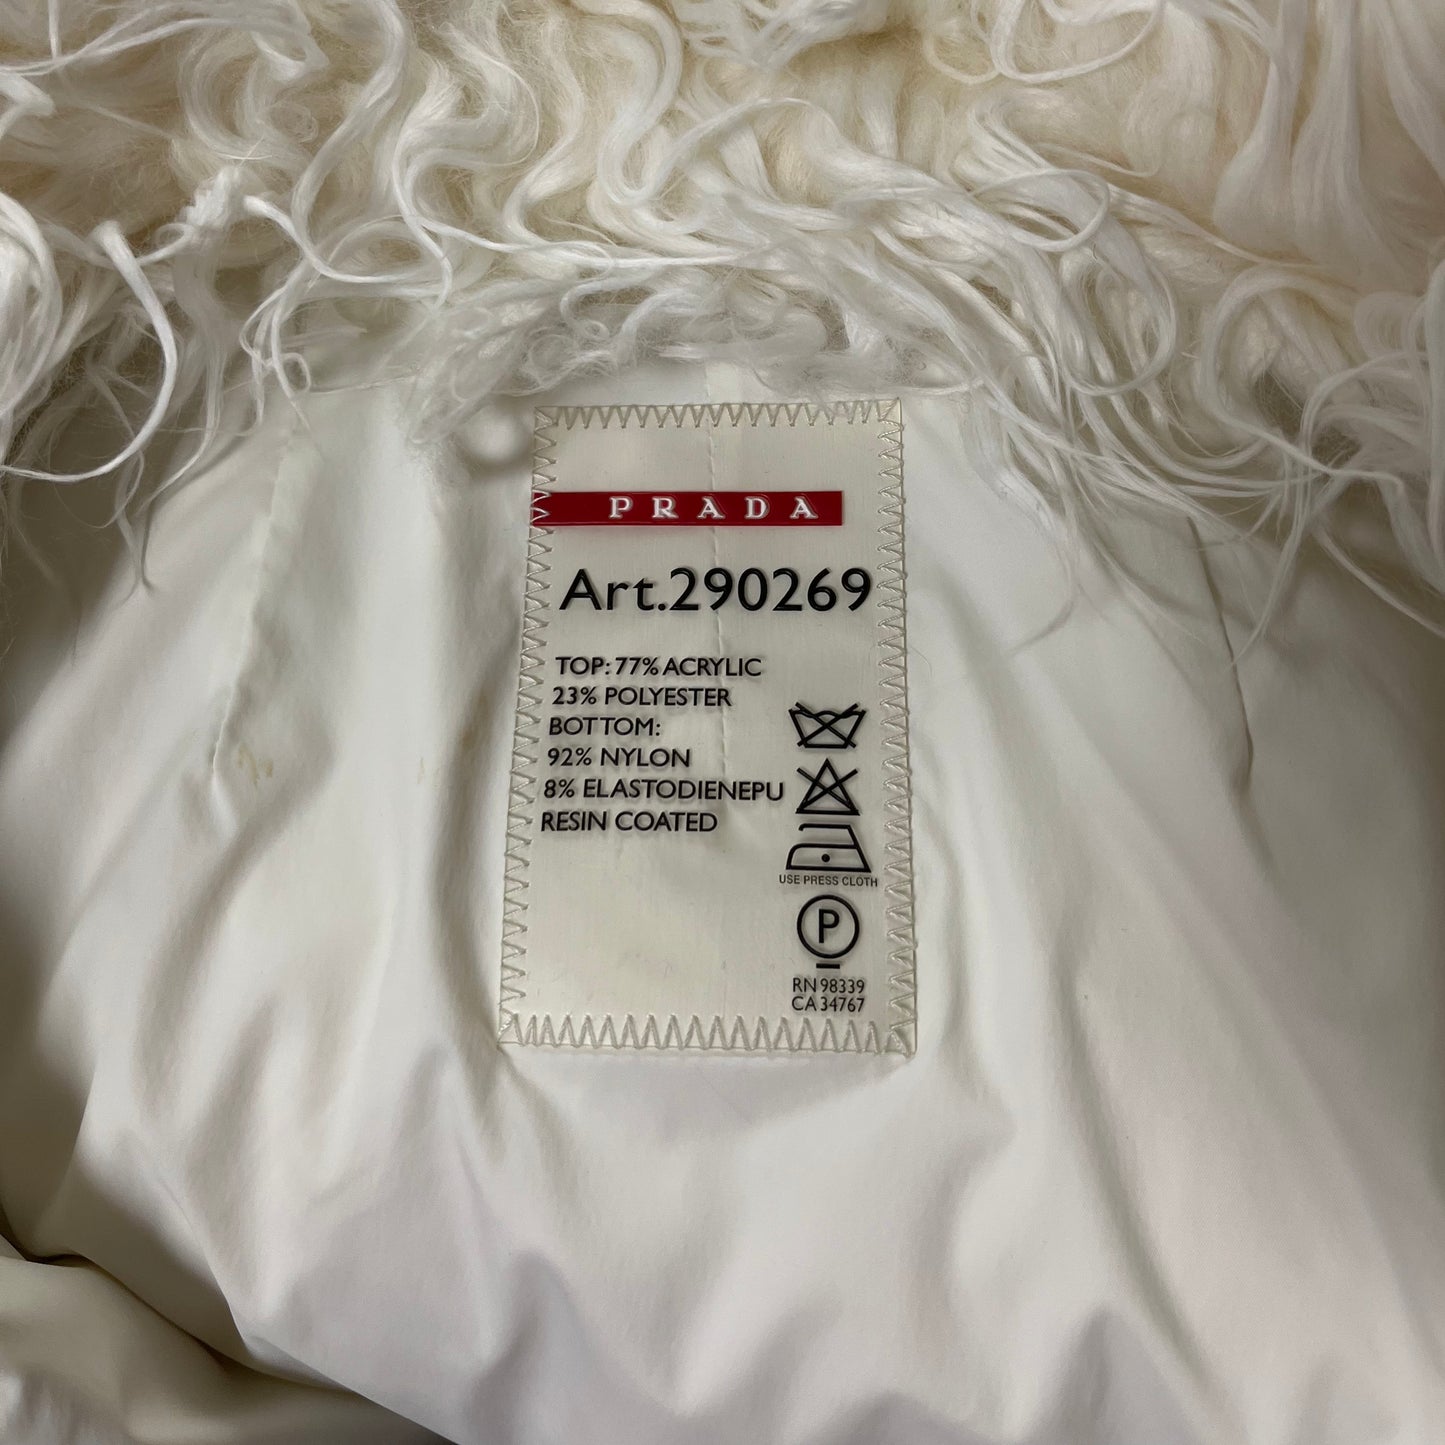 PRADA
Art.290269
TOP: 77% ACRYLIC
23% POLYESTER
BOTTOM:
92% NYLON
8% ELASTODIENEPU
RESIN COATED
USE PRESS CLOTH
P
RN 98339
CA 34767